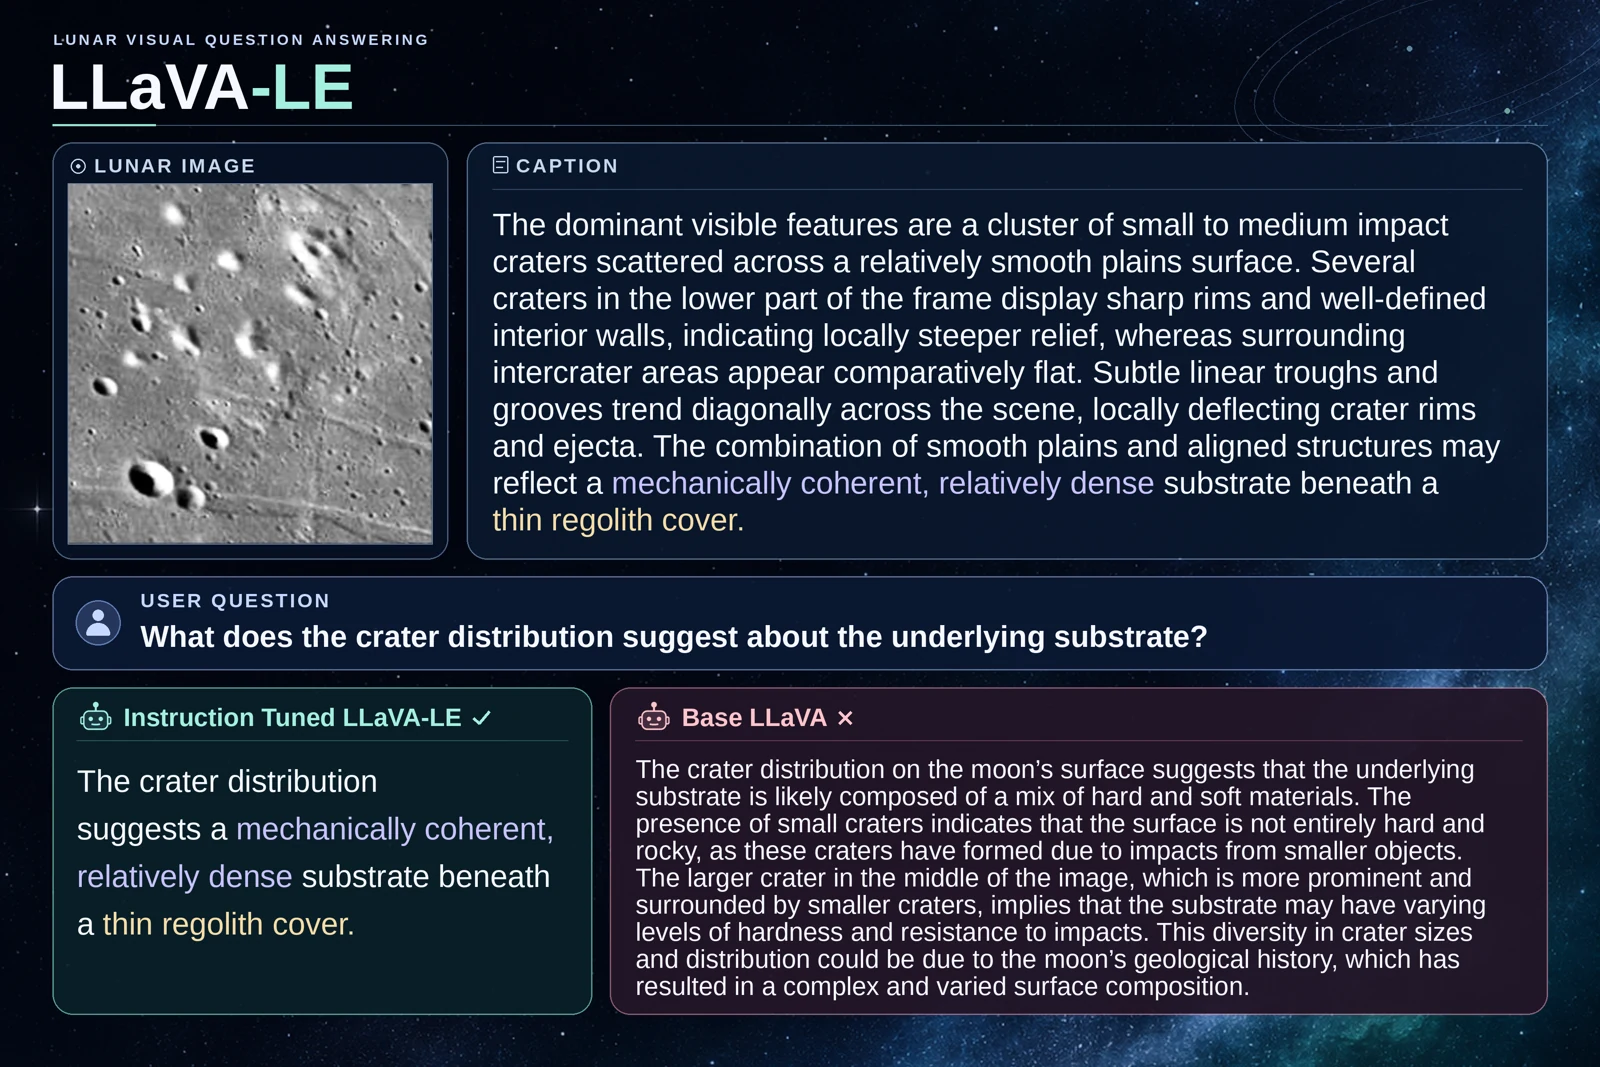 LUNAR VISUAL QUESTION ANSWERING
LLaVA-LE
LUNAR IMAGE
CAPTION
The dominant visible features are a cluster of small to medium impact
craters scattered across a relatively smooth plains surface. Several
craters in the lower part of the frame display sharp rims and well-defined
interior walls, indicating locally steeper relief, whereas surrounding
intercrater areas appear comparatively flat. Subtle linear troughs and
grooves trend diagonally across the scene, locally deflecting crater rims
and ejecta. The combination of smooth plains and aligned structures may
reflect a mechanically coherent, relatively dense substrate beneath a
thin regolith cover.
USER QUESTION
What does the crater distribution suggest about the underlying substrate?
Instruction Tuned LLaVA-LE ✓
The crater distribution
suggests a mechanically coherent,
relatively dense substrate beneath
a thin regolith cover.
Base LLaVA ✕
The crater distribution on the moon’s surface suggests that the underlying
substrate is likely composed of a mix of hard and soft materials. The
presence of small craters indicates that the surface is not entirely hard and
rocky, as these craters have formed due to impacts from smaller objects.
The larger crater in the middle of the image, which is more prominent and
surrounded by smaller craters, implies that the substrate may have varying
levels of hardness and resistance to impacts. This diversity in crater sizes
and distribution could be due to the moon’s geological history, which has
resulted in a complex and varied surface composition.